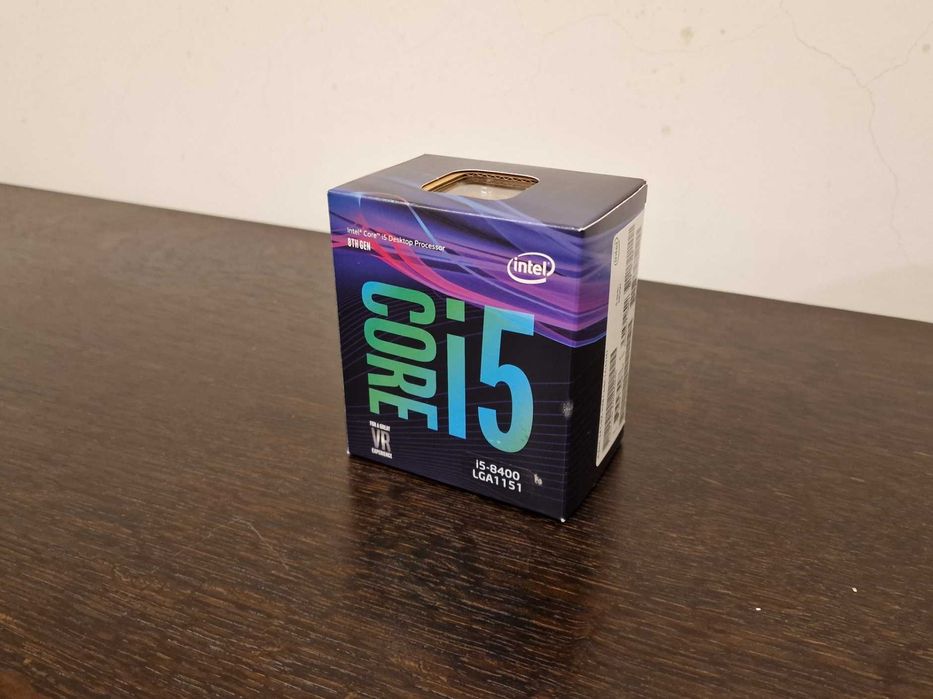 Intel® Core™ i5 Desktop Processor
8TH GEN
intel®
CORE i5
FOR A GREAT
VR
EXPERIENCE
i5-8400
LGA1151